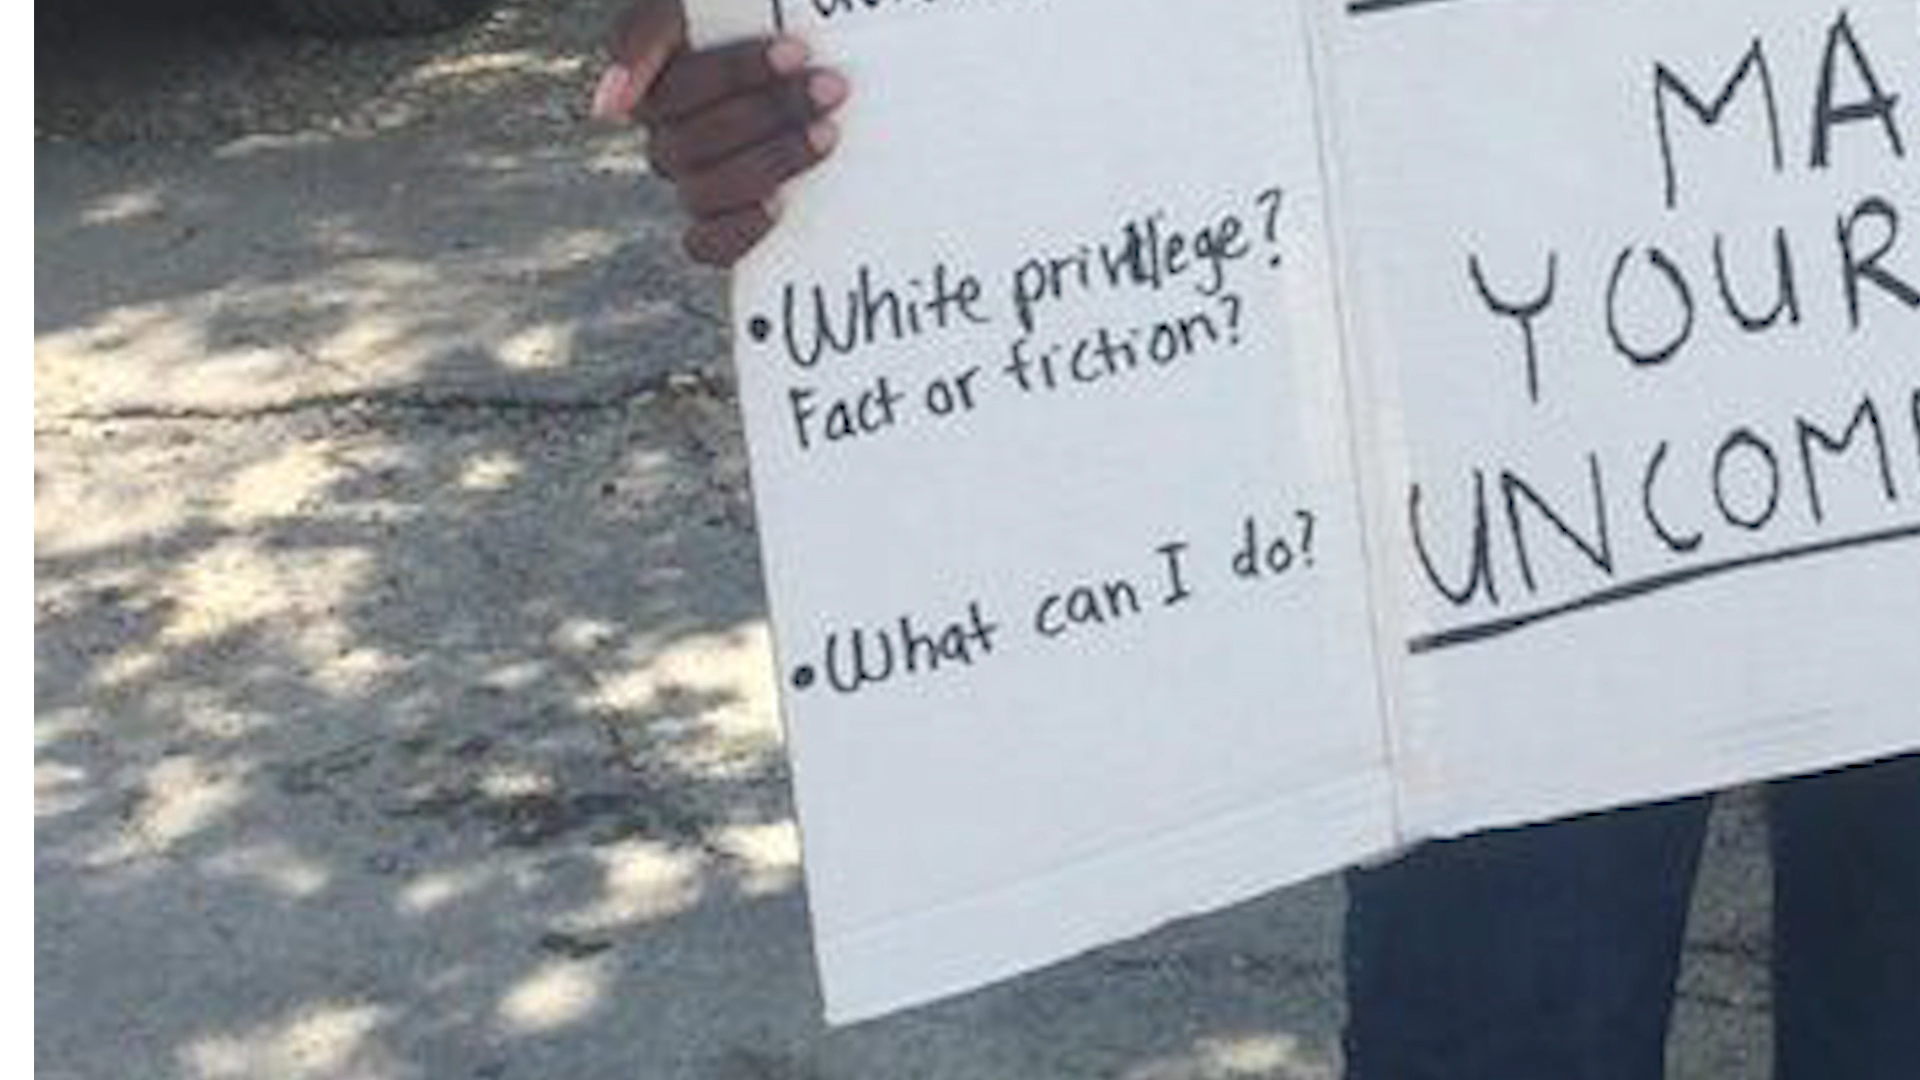 • White privilege?
Fact or fiction?
• What can I do?
MA
YOUR
UNCOM